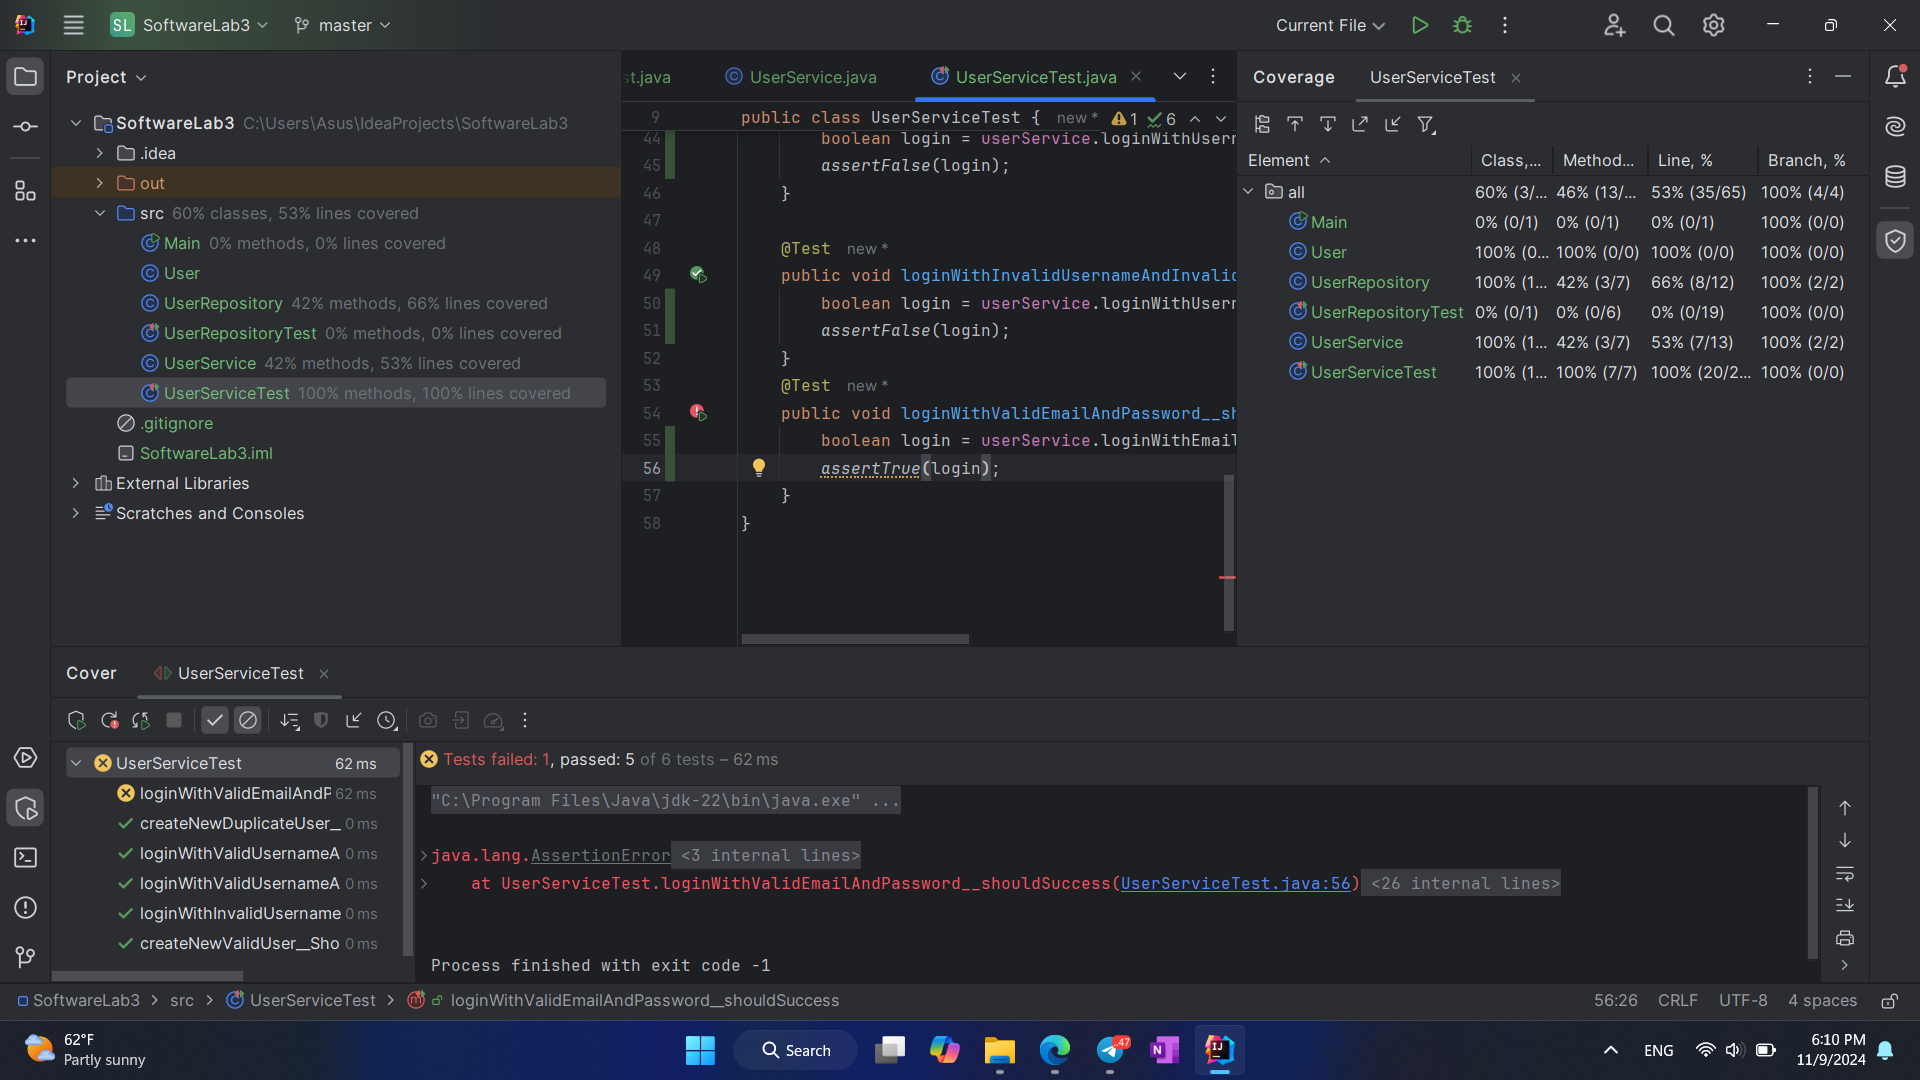 SL SoftwareLab3 master Current File
Project
SoftwareLab3 C:\Users\Asus\IdeaProjects\SoftwareLab3
.idea
out
src 60% classes, 53% lines covered
Main 0% methods, 0% lines covered
User
UserRepository 42% methods, 66% lines covered
UserRepositoryTest 0% methods, 0% lines covered
UserService 42% methods, 53% lines covered
UserServiceTest 100% methods, 100% lines covered
.gitignore
SoftwareLab3.iml
External Libraries
Scratches and Consoles
st.java UserService.java UserServiceTest.java
9 public class UserServiceTest { new * 1 6
44 boolean login = userService.loginWithUsern
45 assertFalse(login);
46 }
47
48 @Test new *
49 public void loginWithInvalidUsernameAndInvalid
50 boolean login = userService.loginWithUsern
51 assertFalse(login);
52 }
53 @Test new *
54 public void loginWithValidEmailAndPassword__sh
55 boolean login = userService.loginWithEmail
56 assertTrue(login);
57 }
58 }
Coverage UserServiceTest
Element Class,... Method... Line, % Branch, %
all 60% (3/... 46% (13/... 53% (35/65) 100% (4/4)
Main 0% (0/1) 0% (0/1) 0% (0/1) 100% (0/0)
User 100% (0... 100% (0/0) 100% (0/0) 100% (0/0)
UserRepository 100% (1... 42% (3/7) 66% (8/12) 100% (2/2)
UserRepositoryTest 0% (0/1) 0% (0/6) 0% (0/19) 100% (0/0)
UserService 100% (1... 42% (3/7) 53% (7/13) 100% (2/2)
UserServiceTest 100% (1... 100% (7/7) 100% (20/2... 100% (0/0)
Cover UserServiceTest
UserServiceTest 62 ms
loginWithValidEmailAndP 62 ms
createNewDuplicateUser_ 0 ms
loginWithValidUsernameA 0 ms
loginWithValidUsernameA 0 ms
loginWithInvalidUsername 0 ms
createNewValidUser__Sho 0 ms
Tests failed: 1, passed: 5 of 6 tests – 62 ms
"C:\Program Files\Java\jdk-22\bin\java.exe" ...
java.lang.AssertionError <3 internal lines>
at UserServiceTest.loginWithValidEmailAndPassword__shouldSuccess(UserServiceTest.java:56) <26 internal lines>
Process finished with exit code -1
SoftwareLab3 > src > UserServiceTest > loginWithValidEmailAndPassword__shouldSuccess
56:26 CRLF UTF-8 4 spaces
62°F
Partly sunny
Search
.47
ENG
6:10 PM
11/9/2024